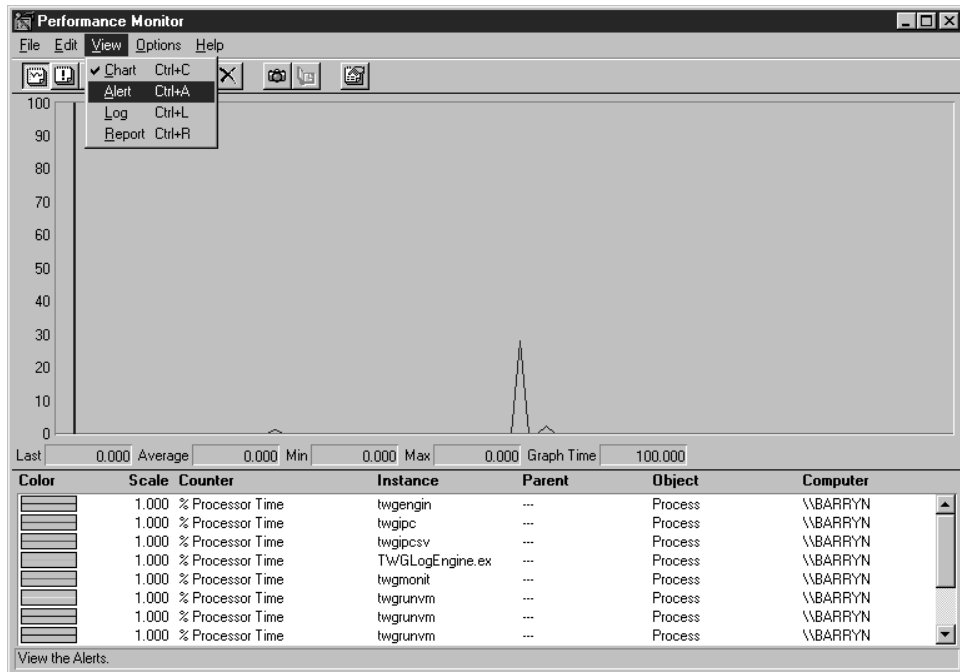 Performance Monitor
File Edit View Options Help
Chart Ctrl+C
Alert Ctrl+A
Log Ctrl+L
Report Ctrl+R
100
90
80
70
60
50
40
30
20
10
0
Last 0.000 Average 0.000 Min 0.000 Max 0.000 Graph Time 100.000
Color Scale Counter Instance Parent Object Computer
1.000 % Processor Time twgengin --- Process \\BARRYN
1.000 % Processor Time twgipc --- Process \\BARRYN
1.000 % Processor Time twgipcsv --- Process \\BARRYN
1.000 % Processor Time TWGLogEngine.ex --- Process \\BARRYN
1.000 % Processor Time twgmonit --- Process \\BARRYN
1.000 % Processor Time twgrunvm --- Process \\BARRYN
1.000 % Processor Time twgrunvm --- Process \\BARRYN
1.000 % Processor Time twgrunvm --- Process \\BARRYN
View the Alerts.